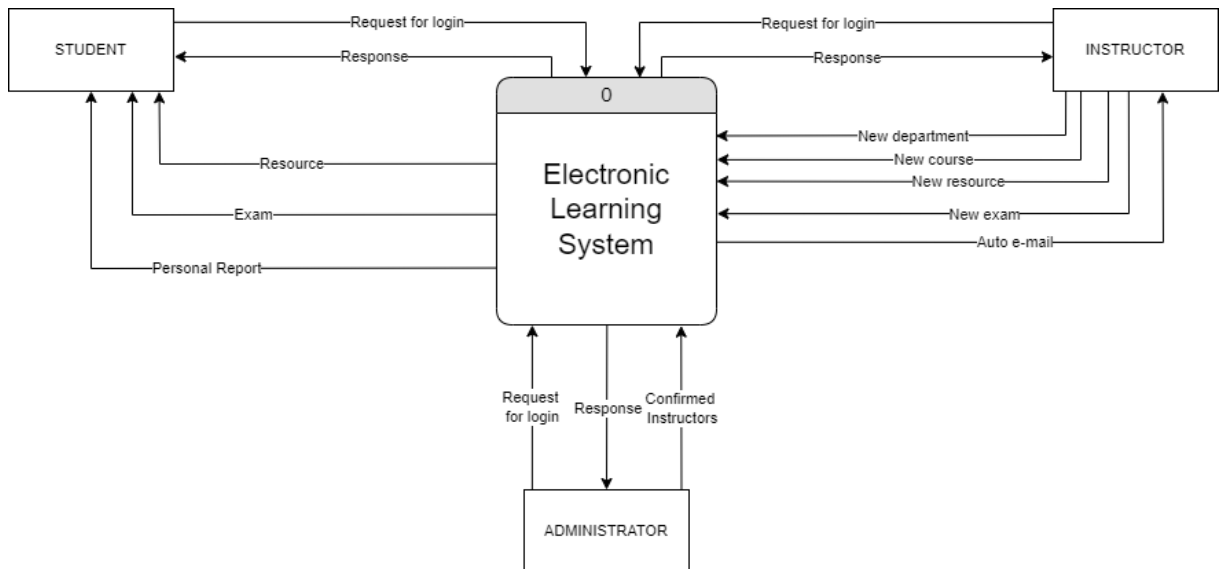 Request for login
Request for login
STUDENT
INSTRUCTOR
Response
Response
0
New department
New course
Resource
Electronic
Learning
System
New resource
Exam
New exam
Auto e-mail
Personal Report
Request
for login
Response
Confirmed
Instructors
ADMINISTRATOR